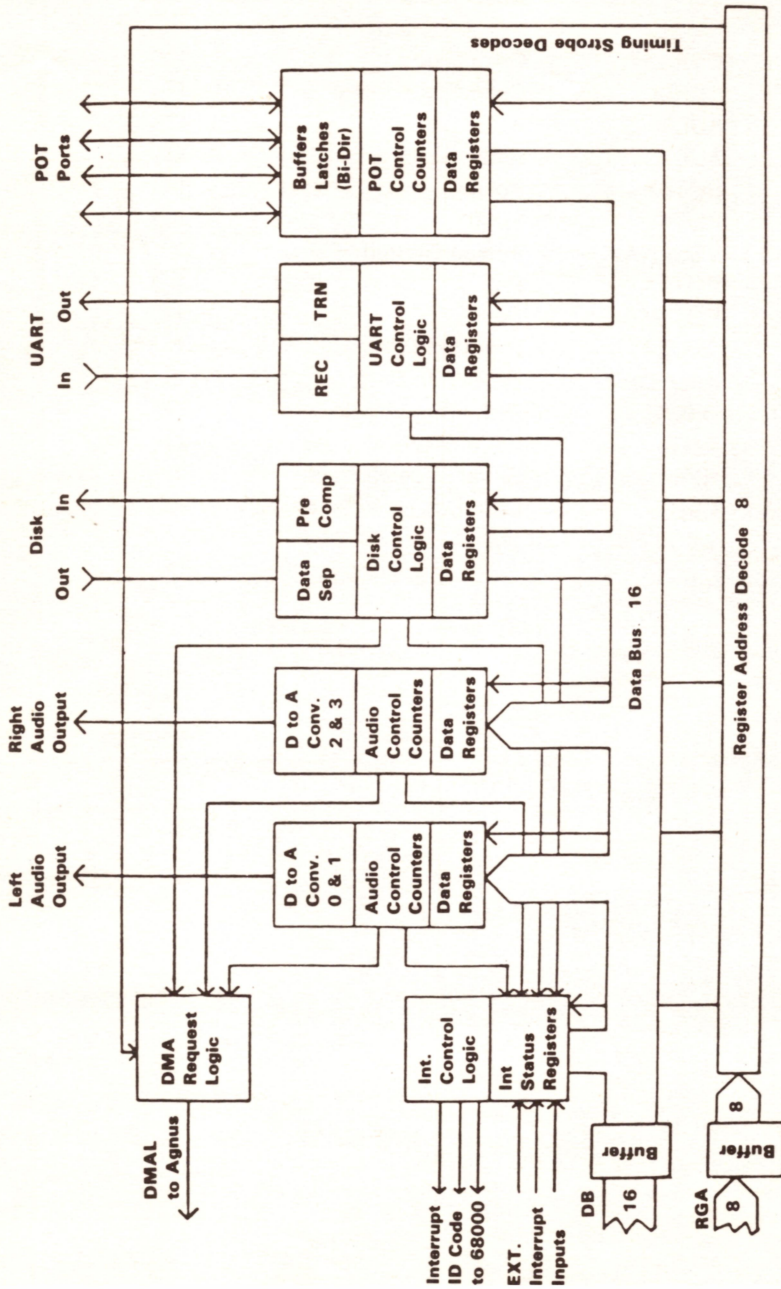 Left
Audio
Output
Right
Audio
Output
Disk
Out
In
UART
In
Out
POT
Ports
DMAL
to Agnus
DMA
Request
Logic
D to A
Conv.
0 & 1
Audio
Control
Counters
Data
Registers
D to A
Conv.
2 & 3
Audio
Control
Counters
Data
Registers
Data
Sep
Pre
Comp
Disk
Control
Logic
Data
Registers
REC
TRN
UART
Control
Logic
Data
Registers
Buffers
Latches
(Bi-Dir)
POT
Control
Counters
Data
Registers
Timing Strobe Decodes
Interrupt
ID Code
to 68000
EXT.
Interrupt
Inputs
Int.
Control
Logic
Int
Status
Registers
DB
16
Buffer
Data Bus 16
RGA
8
Buffer
8
Register Address Decode 8